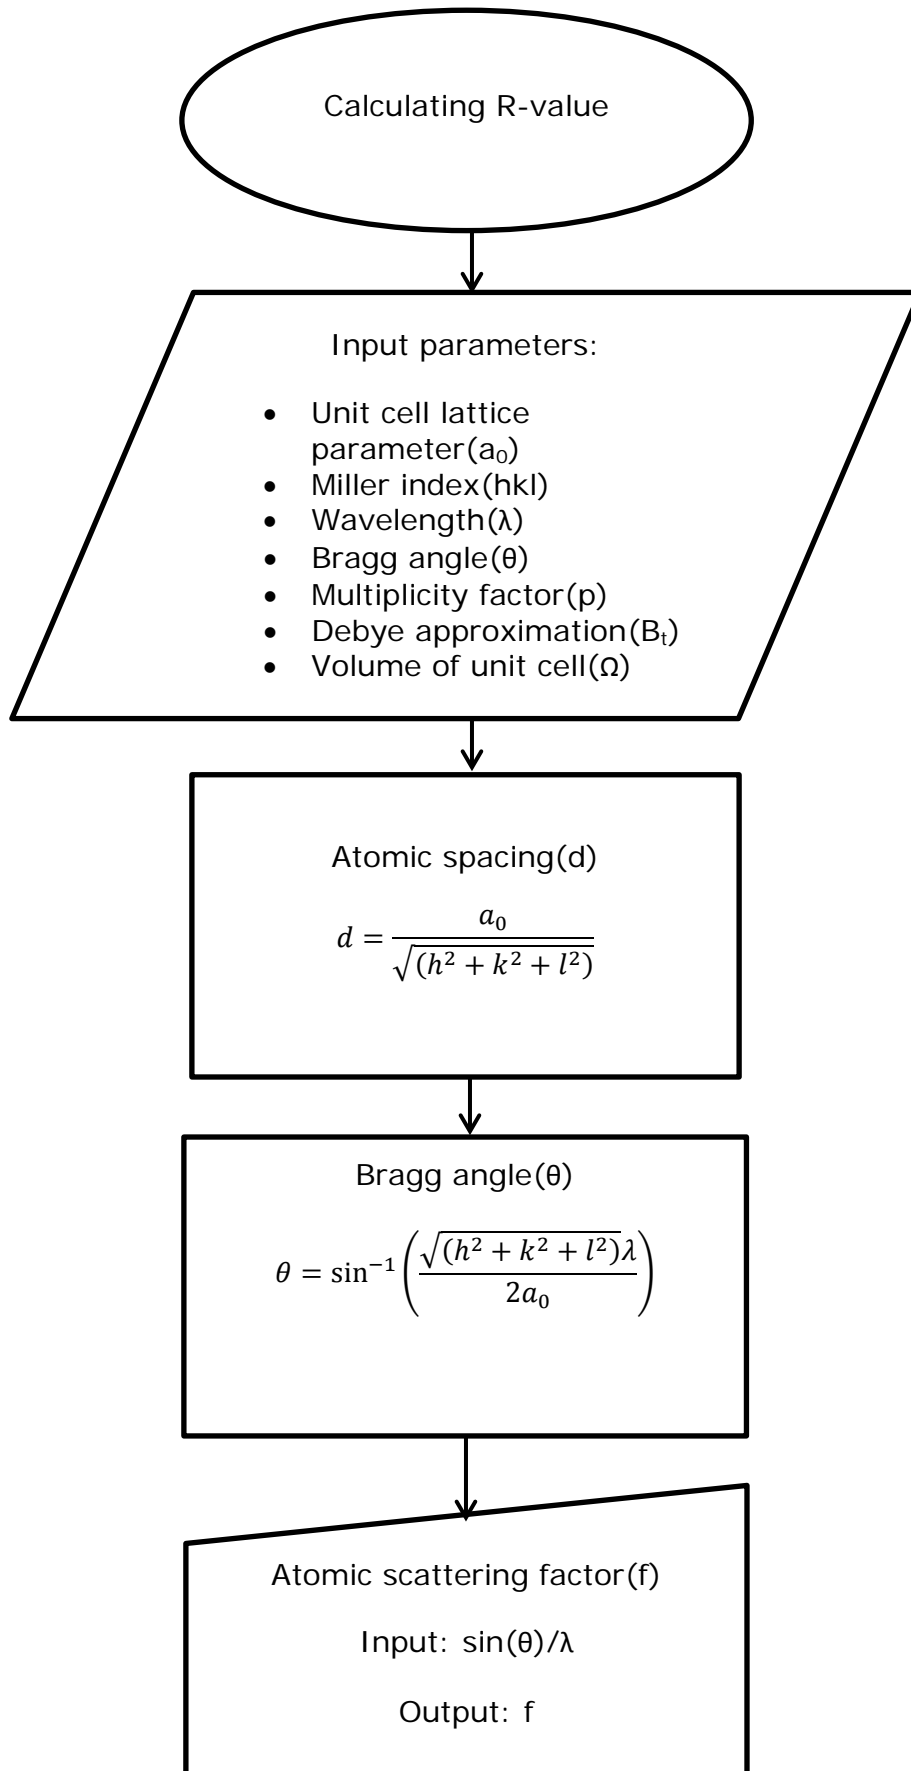 Calculating R-value
Input parameters:
• Unit cell lattice
parameter(a₀)
• Miller index(hkl)
• Wavelength(λ)
• Bragg angle(θ)
• Multiplicity factor(p)
• Debye approximation(Bₜ)
• Volume of unit cell(Ω)
Atomic spacing(d)
d = a₀ / √(h² + k² + l²)
Bragg angle(θ)
θ = sin⁻¹(√(h² + k² + l²)λ / 2a₀)
Atomic scattering factor(f)
Input: sin(θ)/λ
Output: f